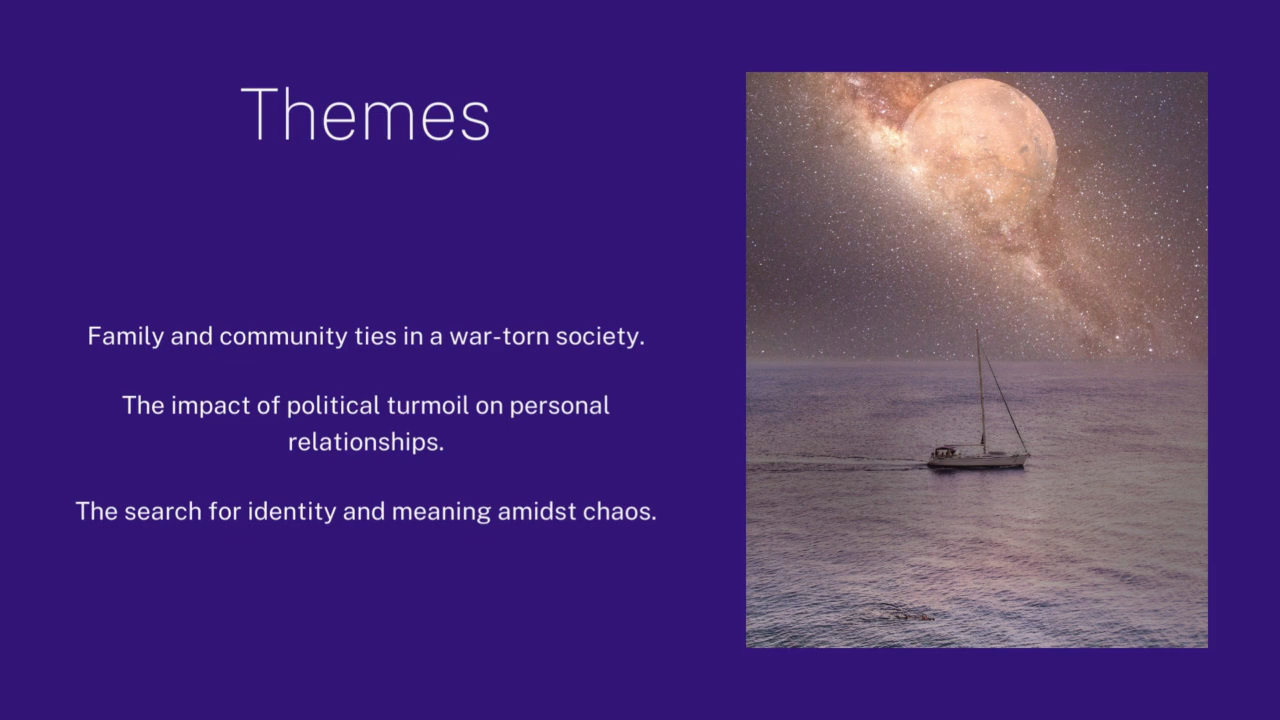 Themes
Family and community ties in a war-torn society.
The impact of political turmoil on personal
relationships.
The search for identity and meaning amidst chaos.